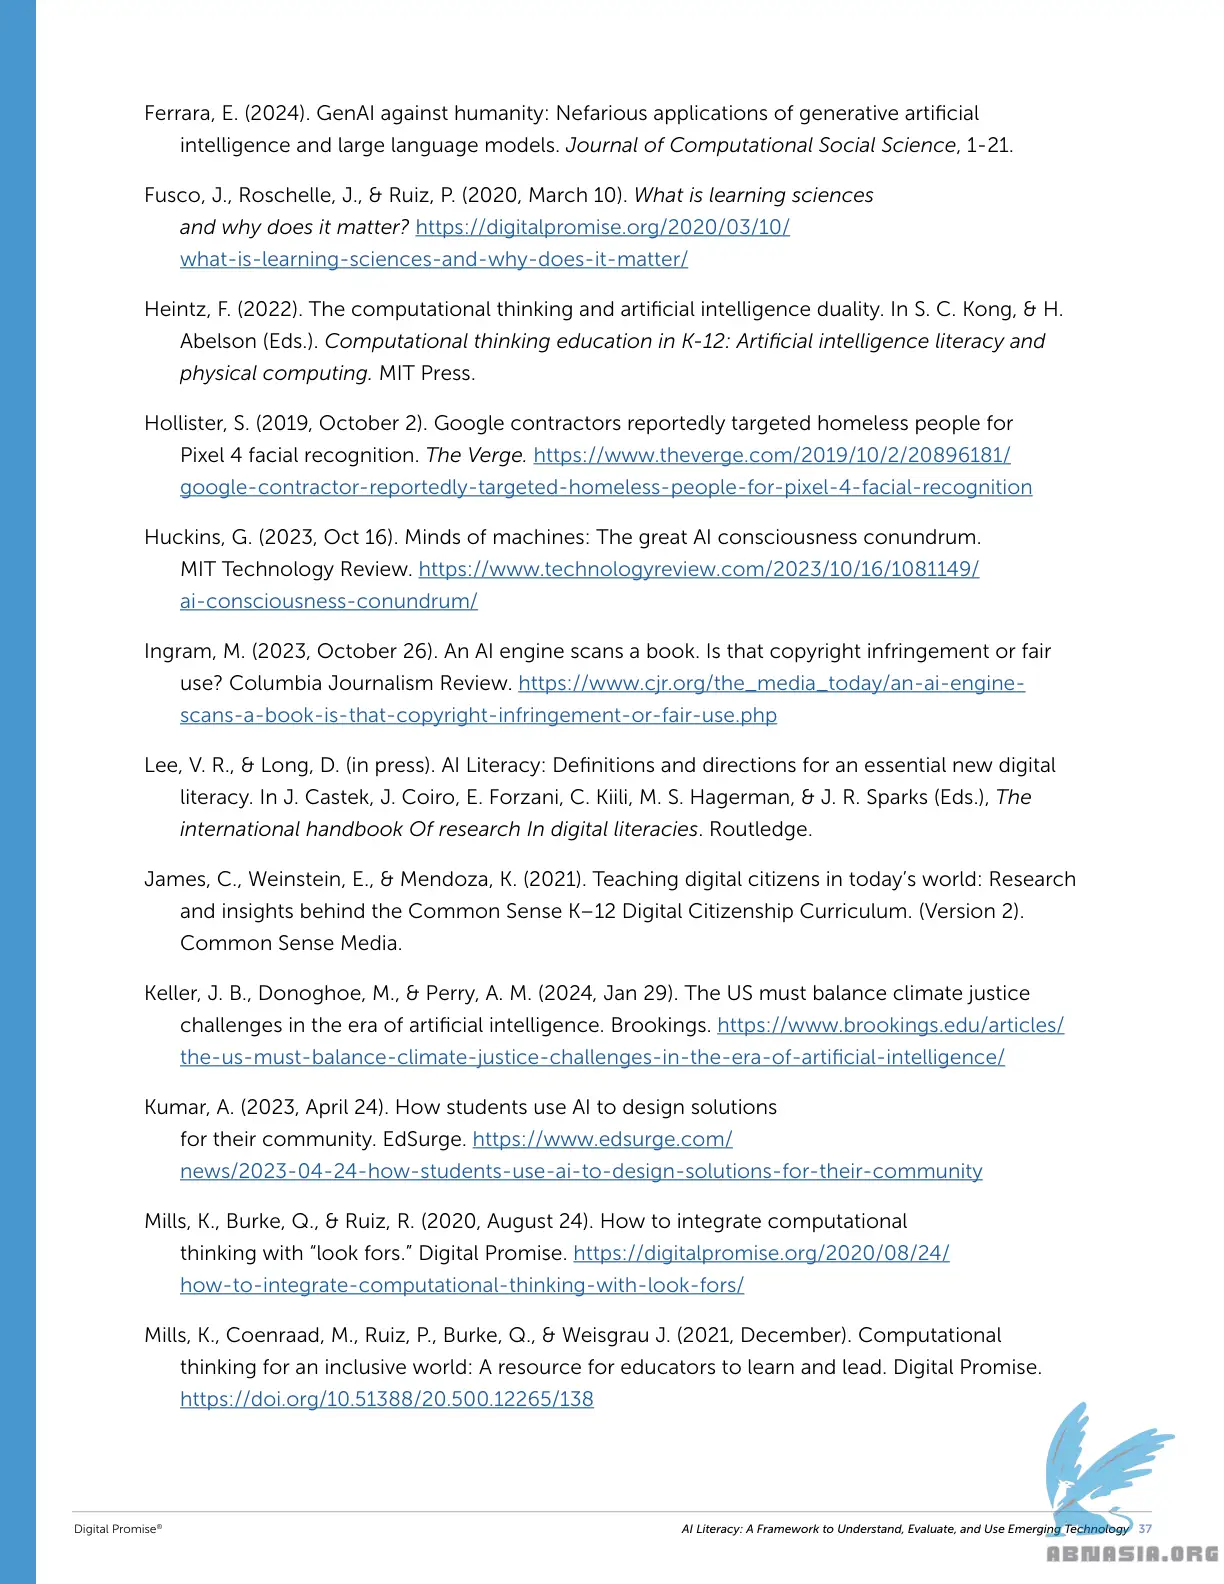 Ferrara, E. (2024). GenAI against humanity: Nefarious applications of generative artificial
intelligence and large language models. Journal of Computational Social Science, 1-21.
Fusco, J., Roschelle, J., & Ruiz, P. (2020, March 10). What is learning sciences
and why does it matter? https://digitalpromise.org/2020/03/10/
what-is-learning-sciences-and-why-does-it-matter/
Heintz, F. (2022). The computational thinking and artificial intelligence duality. In S. C. Kong, & H.
Abelson (Eds.). Computational thinking education in K-12: Artificial intelligence literacy and
physical computing. MIT Press.
Hollister, S. (2019, October 2). Google contractors reportedly targeted homeless people for
Pixel 4 facial recognition. The Verge. https://www.theverge.com/2019/10/2/20896181/
google-contractor-reportedly-targeted-homeless-people-for-pixel-4-facial-recognition
Huckins, G. (2023, Oct 16). Minds of machines: The great AI consciousness conundrum.
MIT Technology Review. https://www.technologyreview.com/2023/10/16/1081149/
ai-consciousness-conundrum/
Ingram, M. (2023, October 26). An AI engine scans a book. Is that copyright infringement or fair
use? Columbia Journalism Review. https://www.cjr.org/the_media_today/an-ai-engine-
scans-a-book-is-that-copyright-infringement-or-fair-use.php
Lee, V. R., & Long, D. (in press). AI Literacy: Definitions and directions for an essential new digital
literacy. In J. Castek, J. Coiro, E. Forzani, C. Kiili, M. S. Hagerman, & J. R. Sparks (Eds.), The
international handbook Of research In digital literacies. Routledge.
James, C., Weinstein, E., & Mendoza, K. (2021). Teaching digital citizens in today’s world: Research
and insights behind the Common Sense K–12 Digital Citizenship Curriculum. (Version 2).
Common Sense Media.
Keller, J. B., Donoghoe, M., & Perry, A. M. (2024, Jan 29). The US must balance climate justice
challenges in the era of artificial intelligence. Brookings. https://www.brookings.edu/articles/
the-us-must-balance-climate-justice-challenges-in-the-era-of-artificial-intelligence/
Kumar, A. (2023, April 24). How students use AI to design solutions
for their community. EdSurge. https://www.edsurge.com/
news/2023-04-24-how-students-use-ai-to-design-solutions-for-their-community
Mills, K., Burke, Q., & Ruiz, R. (2020, August 24). How to integrate computational
thinking with “look fors.” Digital Promise. https://digitalpromise.org/2020/08/24/
how-to-integrate-computational-thinking-with-look-fors/
Mills, K., Coenraad, M., Ruiz, P., Burke, Q., & Weisgrau J. (2021, December). Computational
thinking for an inclusive world: A resource for educators to learn and lead. Digital Promise.
https://doi.org/10.51388/20.500.12265/138
Digital Promise® AI Literacy: A Framework to Understand, Evaluate, and Use Emerging Technology 37
ABNASIA.ORG